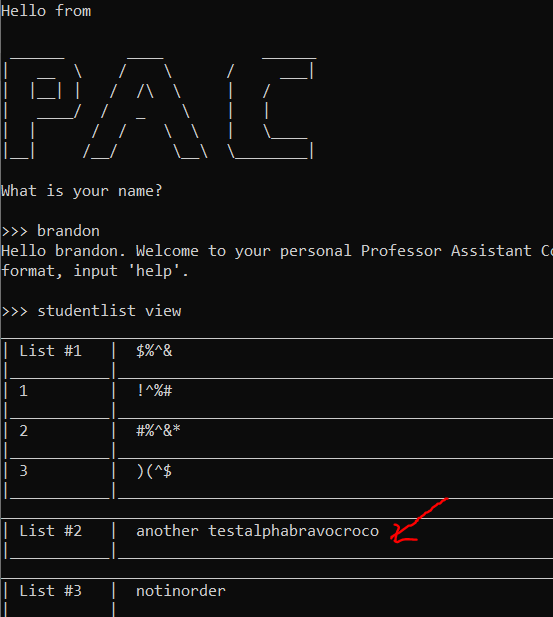 Hello from
PAC
What is your name?
>>> brandon
Hello brandon. Welcome to your personal Professor Assistant
format, input 'help'.
>>> studentlist view
List #1 | $%^&
1 | !^%#
2 | #%^&*
3 | )(^$
List #2 | another testalphabravocroco
List #3 | notinorder